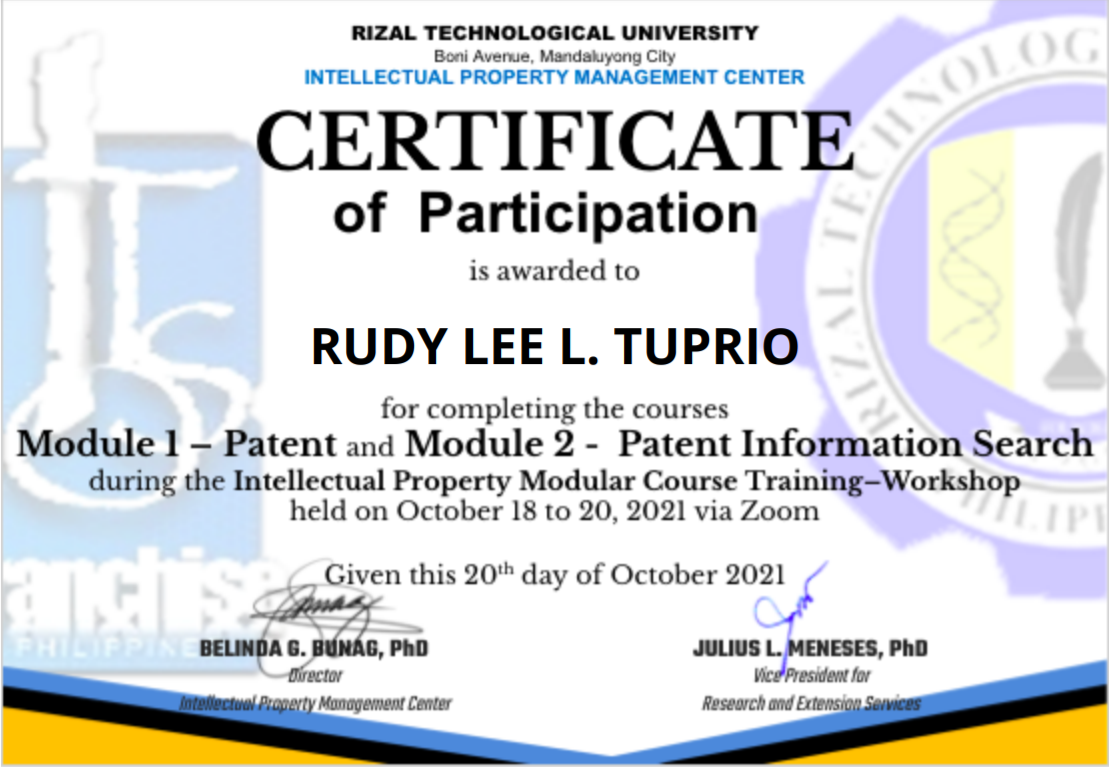 RIZAL TECHNOLOGICAL UNIVERSITY
Boni Avenue, Mandaluyong City
INTELLECTUAL PROPERTY MANAGEMENT CENTER
CERTIFICATE
of Participation
is awarded to
RUDY LEE L. TUPRIO
for completing the courses
Module 1 – Patent and Module 2 - Patent Information Search
during the Intellectual Property Modular Course Training–Workshop
held on October 18 to 20, 2021 via Zoom
Given this 20th day of October 2021
BELINDA G. BUNAG, PhD
Director
Intellectual Property Management Center
JULIUS L. MENESES, PhD
Vice President for
Research and Extension Services
RIZAL TECHNOLOG
PHILIPPINE